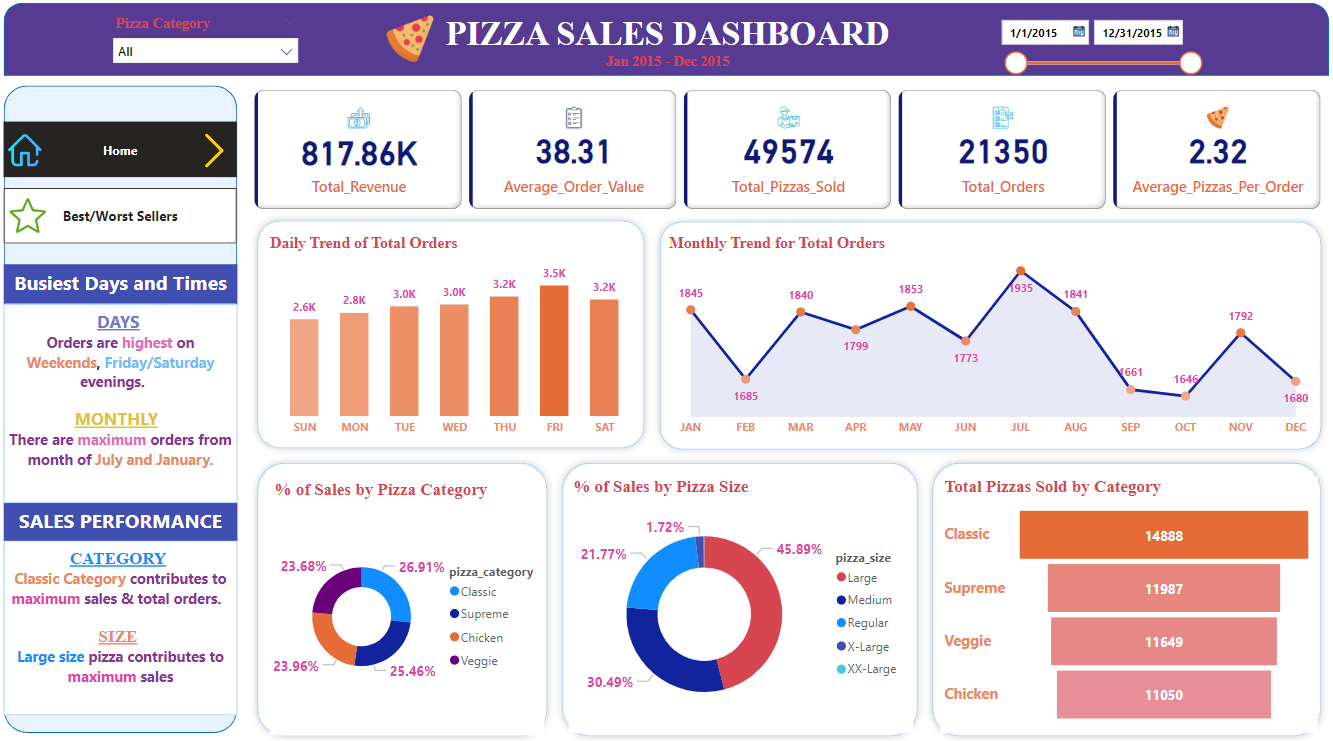 Pizza Category
All
PIZZA SALES DASHBOARD
Jan 2015 - Dec 2015
1/1/2015
12/31/2015
Home
Best/Worst Sellers
Busiest Days and Times
DAYS
Orders are highest on
Weekends, Friday/Saturday
evenings.
MONTHLY
There are maximum orders from
month of July and January.
SALES PERFORMANCE
CATEGORY
Classic Category contributes to
maximum sales & total orders.
SIZE
Large size pizza contributes to
maximum sales
817.86K
Total_Revenue
38.31
Average_Order_Value
49574
Total_Pizzas_Sold
21350
Total_Orders
2.32
Average_Pizzas_Per_Order
Daily Trend of Total Orders
2.6K
2.8K
3.0K
3.0K
3.2K
3.5K
3.2K
SUN
MON
TUE
WED
THU
FRI
SAT
Monthly Trend for Total Orders
1845
1685
1840
1799
1853
1773
1935
1841
1661
1646
1792
1680
JAN
FEB
MAR
APR
MAY
JUN
JUL
AUG
SEP
OCT
NOV
DEC
% of Sales by Pizza Category
23.68%
26.91%
23.96%
25.46%
pizza_category
Classic
Supreme
Chicken
Veggie
% of Sales by Pizza Size
1.72%
21.77%
45.89%
30.49%
pizza_size
Large
Medium
Regular
X-Large
XX-Large
Total Pizzas Sold by Category
Classic
14888
Supreme
11987
Veggie
11649
Chicken
11050